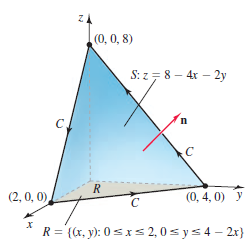 z
(0, 0, 8)
S: z = 8 – 4x – 2y
C
n
C
R
(2, 0, 0)
C
(0, 4, 0)
y
x
R = {(x, y): 0 ≤ x ≤ 2, 0 ≤ y ≤ 4 – 2x}